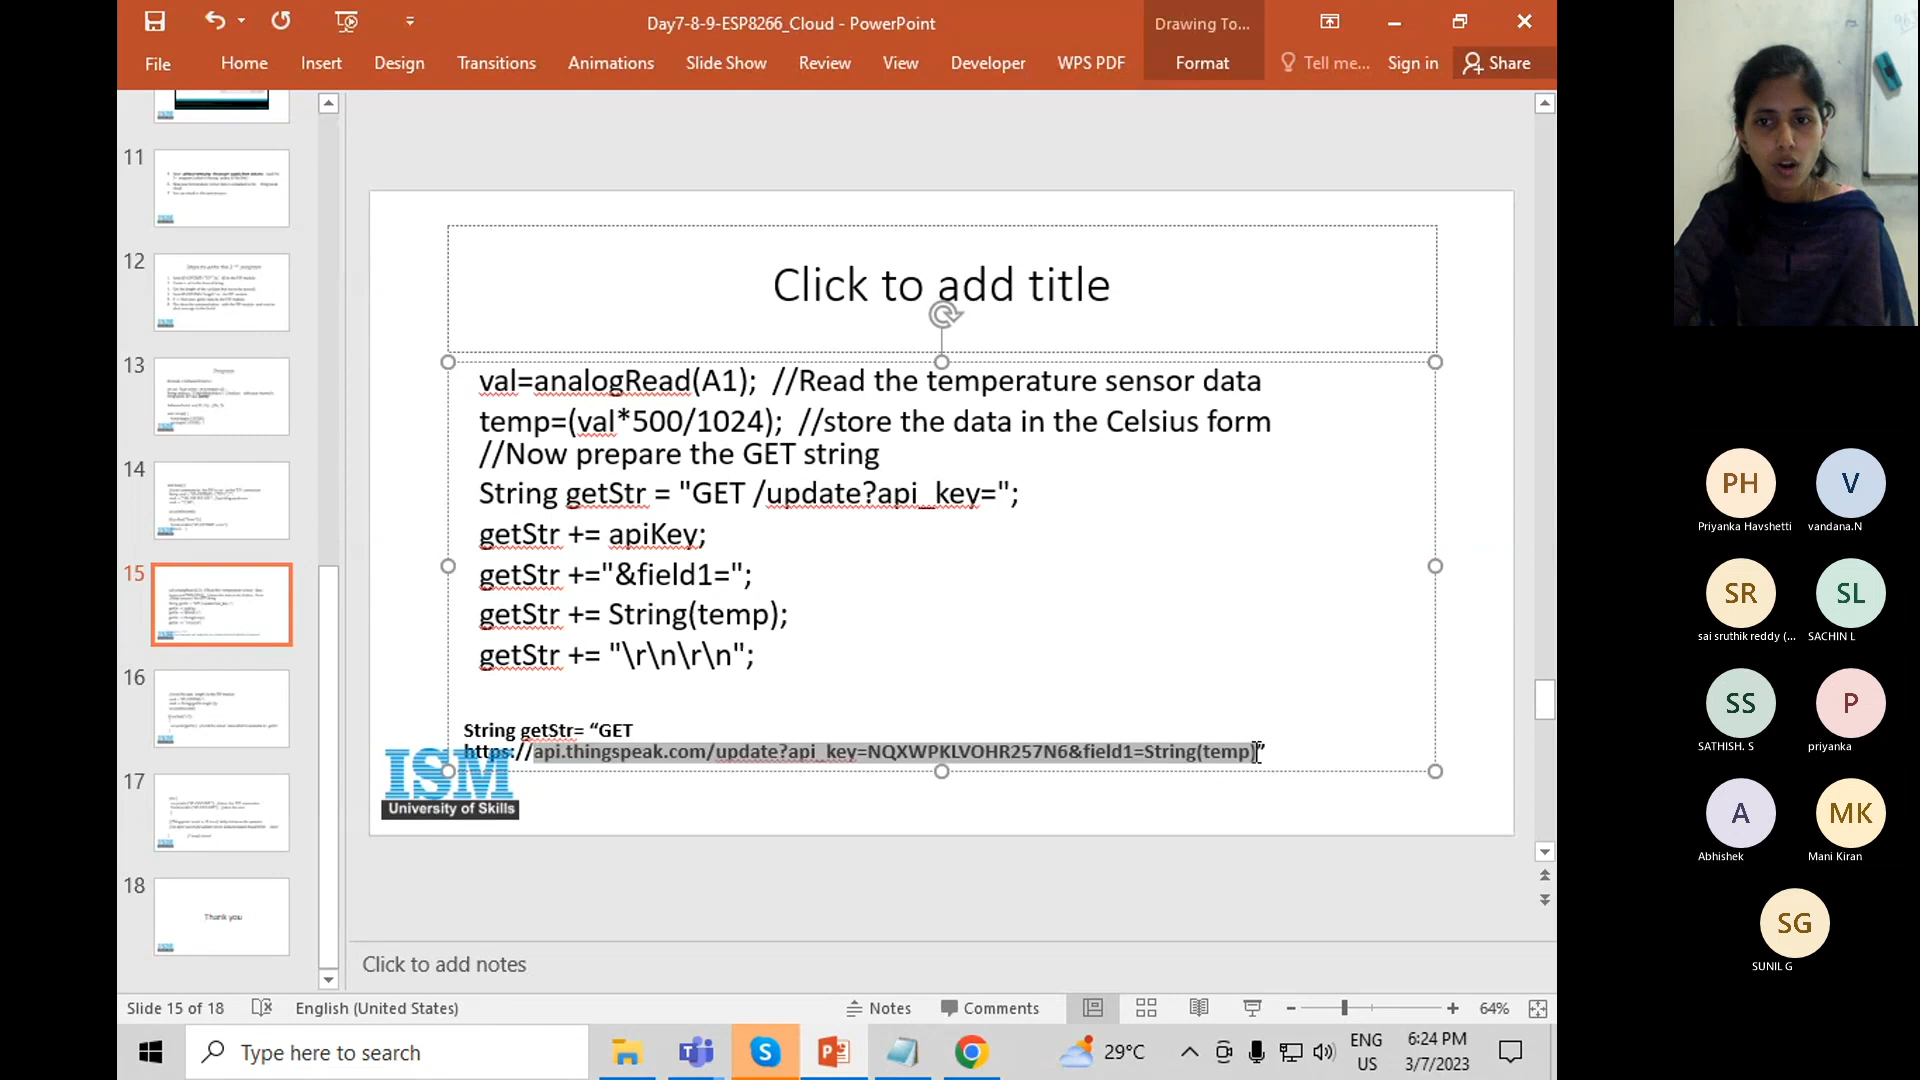 Day7-8-9-ESP8266_Cloud - PowerPoint
Drawing To...
File
Home
Insert
Design
Transitions
Animations
Slide Show
Review
View
Developer
WPS PDF
Format
Tell me...
Sign in
Share
11
12
13
14
15
16
17
18
Thank you
Click to add title
val=analogRead(A1);  //Read the temperature sensor data
temp=(val*500/1024);  //store the data in the Celsius form
//Now prepare the GET string
String getStr = "GET /update?api_key=";
getStr += apiKey;
getStr +="&field1=";
getStr += String(temp);
getStr += "\r\n\r\n";
String getStr= “GET
https://api.thingspeak.com/update?api_key=NQXWPKLVOHR257N6&field1=String(temp)”
ISM
University of Skills
Click to add notes
Slide 15 of 18
English (United States)
Notes
Comments
64%
Type here to search
29°C
ENG
US
6:24 PM
3/7/2023
PH
Priyanka Havshetti
V
vandana.N
SR
sai sruthik reddy (...
SL
SACHIN L
SS
SATHISH. S
P
priyanka
A
Abhishek
MK
Mani Kiran
SG
SUNIL G